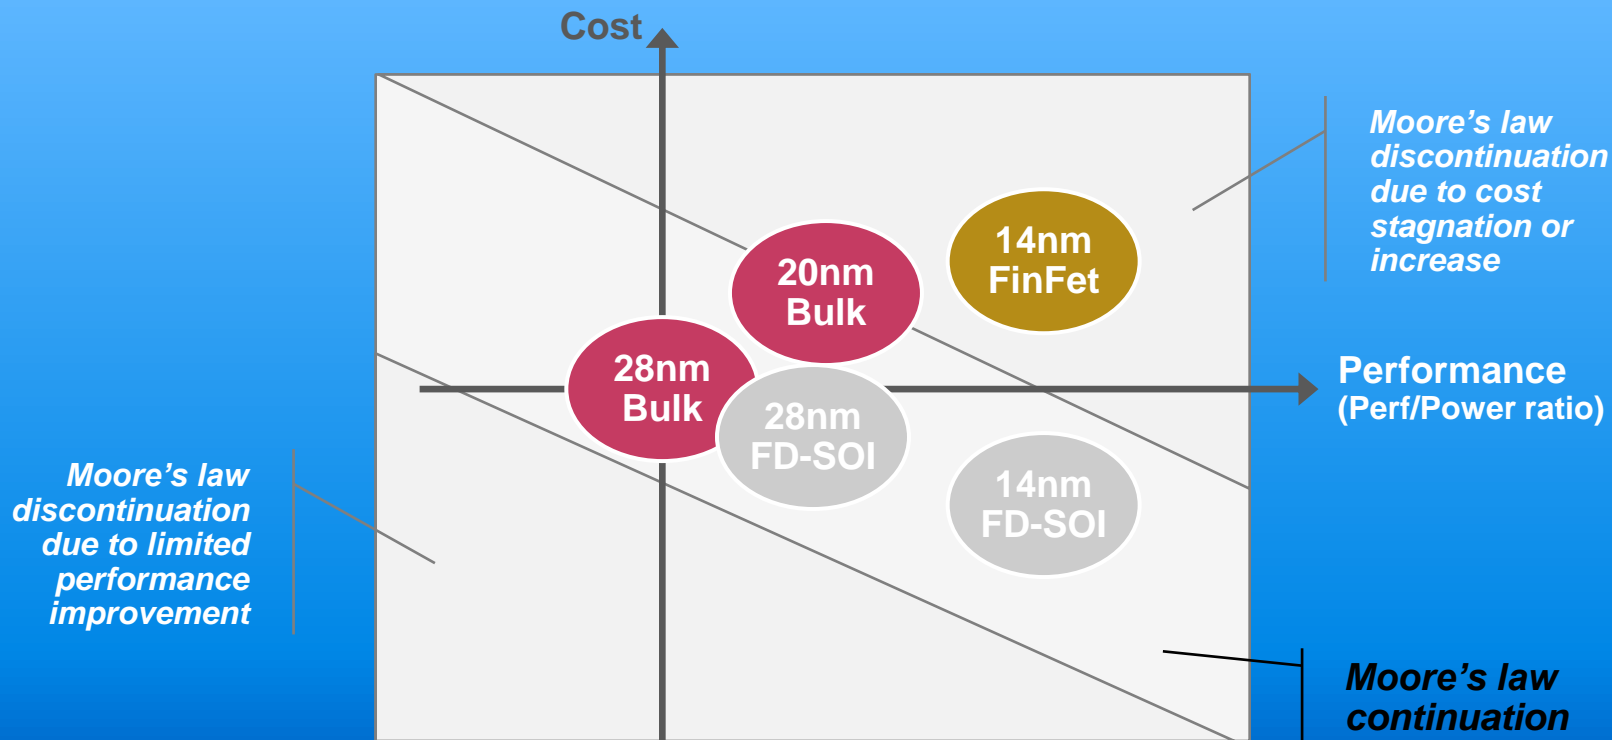 Cost
Moore’s law
discontinuation
due to cost
stagnation or
increase
14nm
FinFet
20nm
Bulk
28nm
Bulk
28nm
FD-SOI
Performance
(Perf/Power ratio)
14nm
FD-SOI
Moore’s law
discontinuation
due to limited
performance
improvement
Moore’s law
continuation